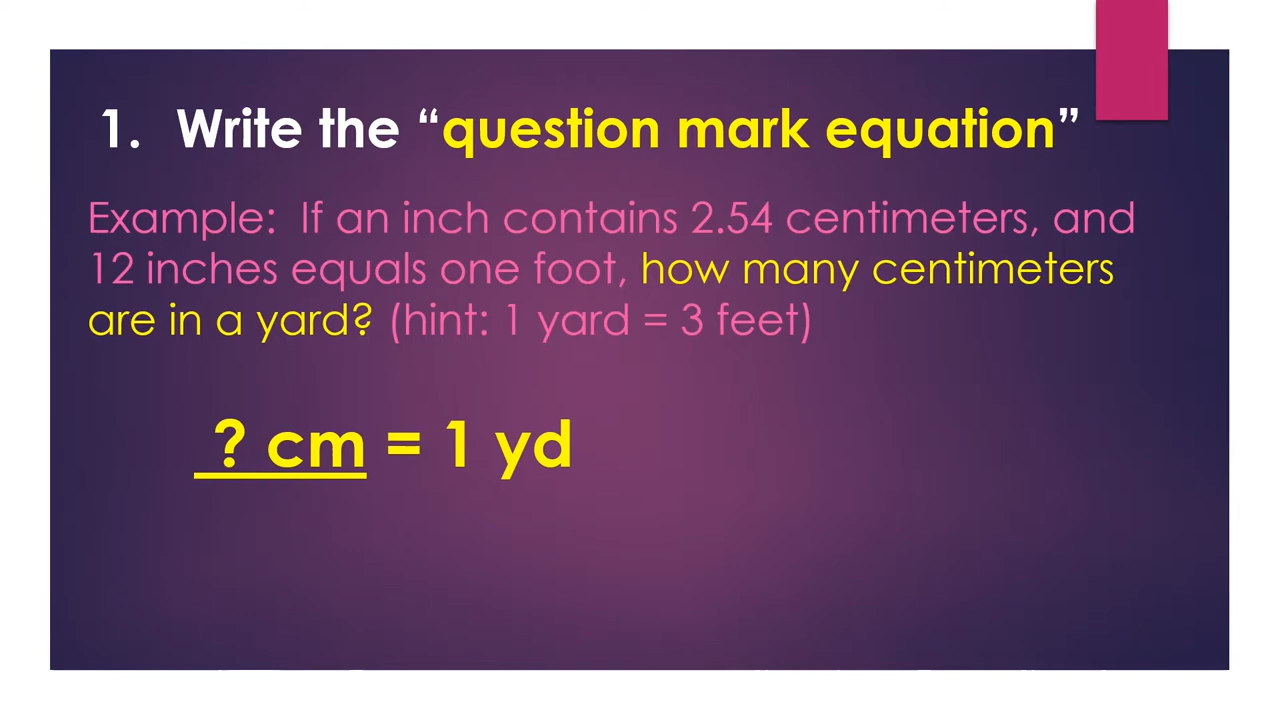 1. Write the “question mark equation”
Example: If an inch contains 2.54 centimeters, and
12 inches equals one foot, how many centimeters
are in a yard? (hint: 1 yard = 3 feet)
? cm = 1 yd